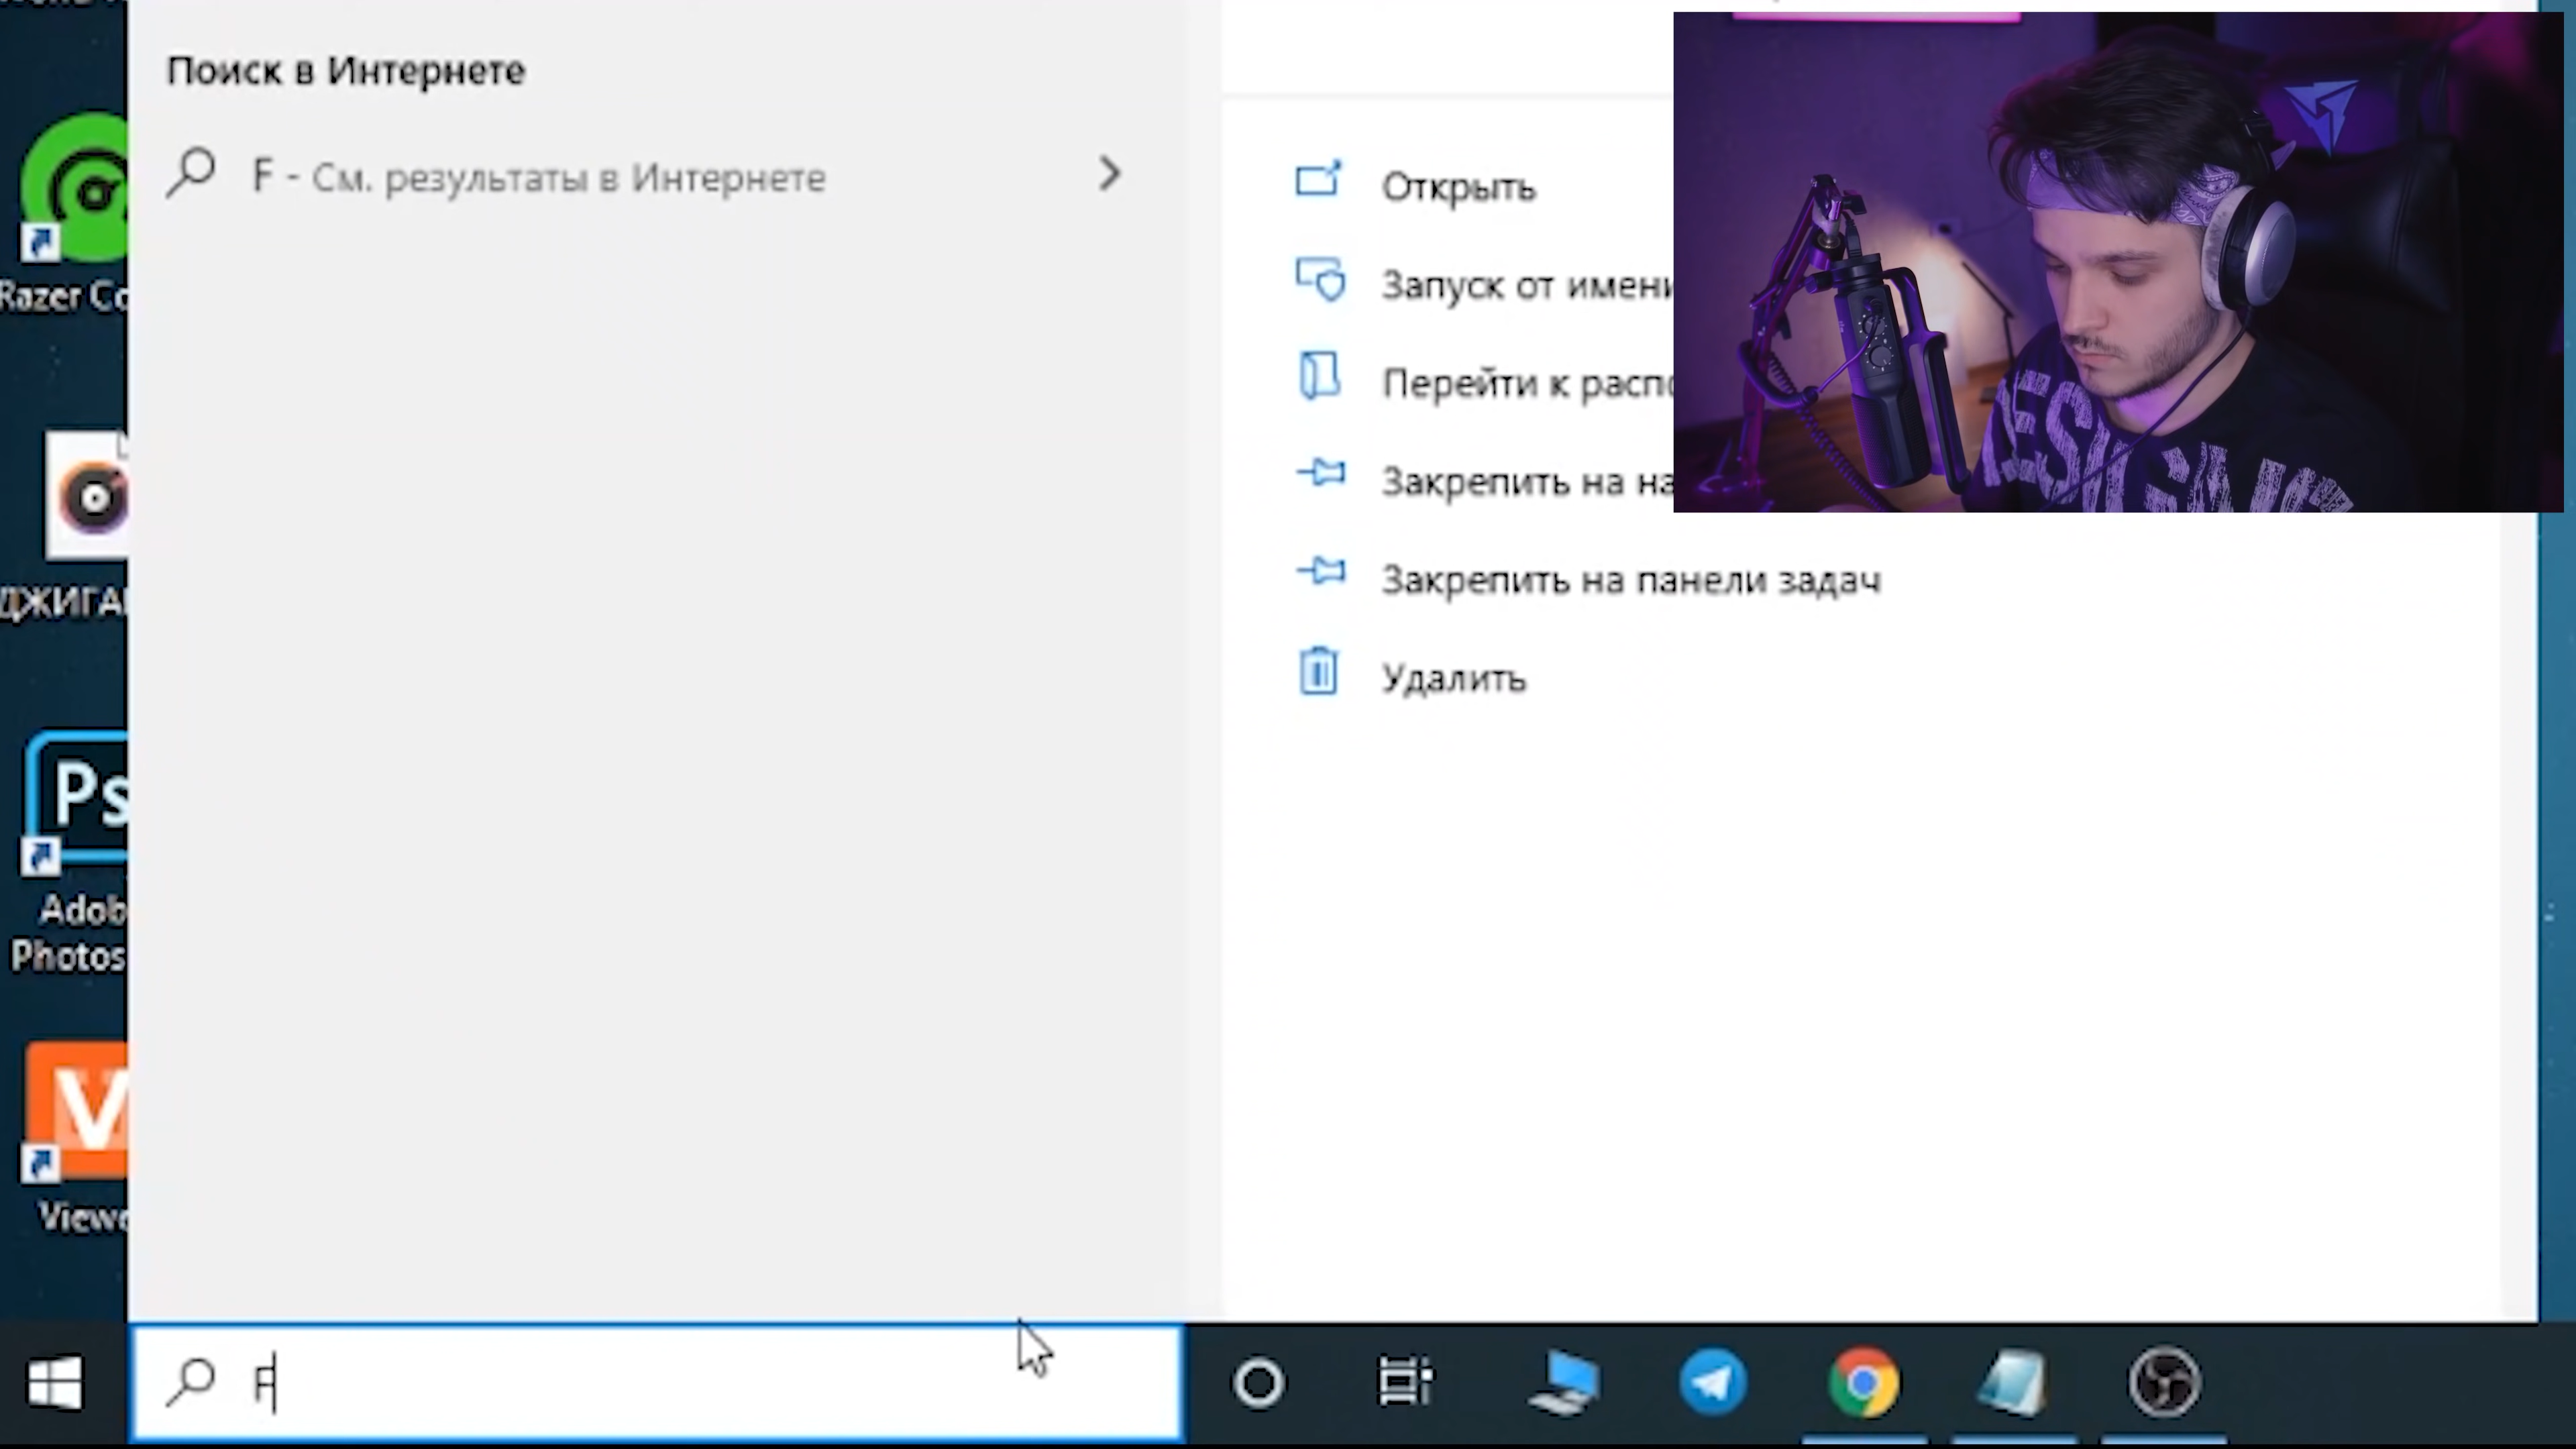 Поиск в Интернете
F - См. результаты в Интернете
Открыть
Запуск от имени
Перейти к распо
Закрепить на на
Закрепить на панели задач
Удалить
Razer Co
ДЖИГА
Ps
Adob
Photos
V
Viewe
F